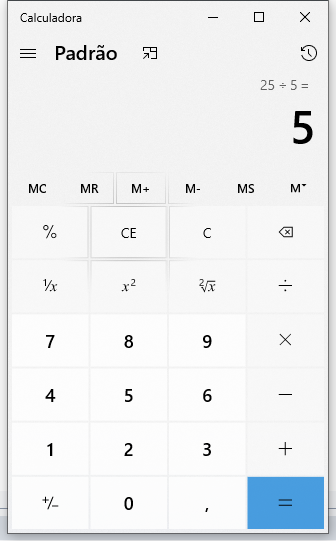 Calculadora
Padrão
25 ÷ 5 =
5
MC MR M+ M- MS M˅
% CE C
¹/x x² ²√x ÷
7 8 9 ×
4 5 6 −
1 2 3 +
+/− 0 , =